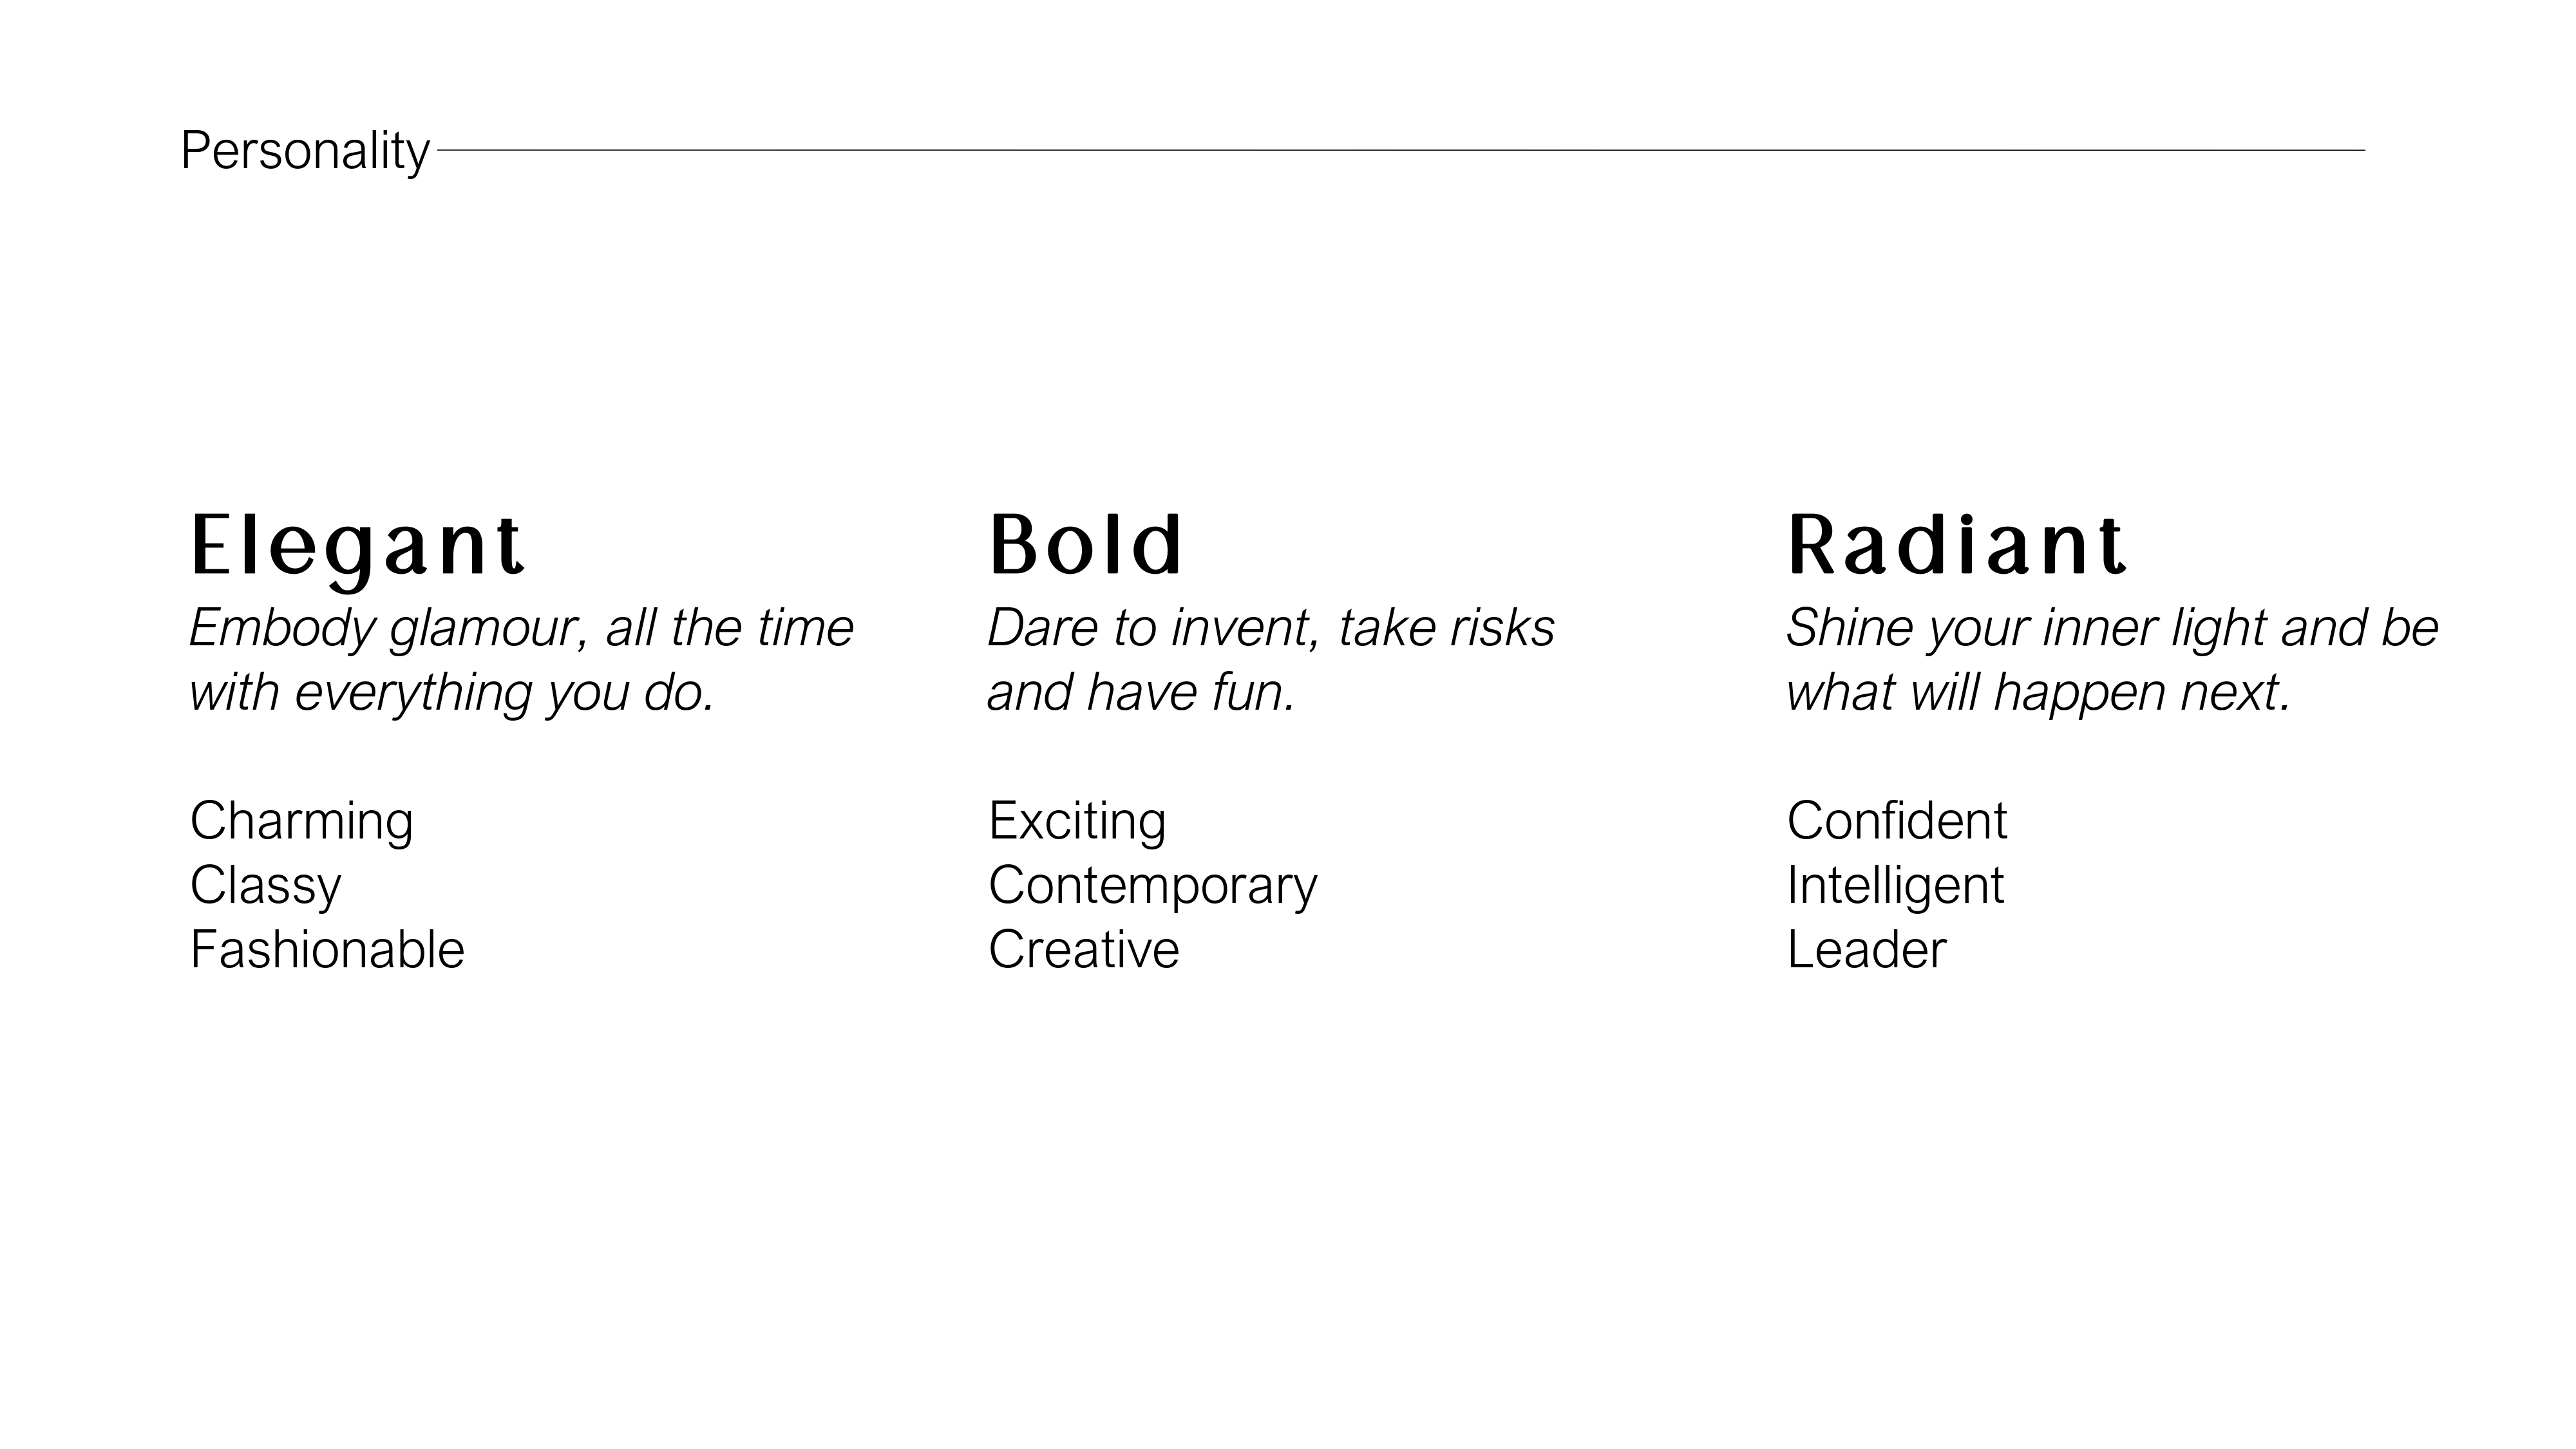 Personality
Elegant
Embody glamour, all the time
with everything you do.
Charming
Classy
Fashionable
Bold
Dare to invent, take risks
and have fun.
Exciting
Contemporary
Creative
Radiant
Shine your inner light and be
what will happen next.
Confident
Intelligent
Leader